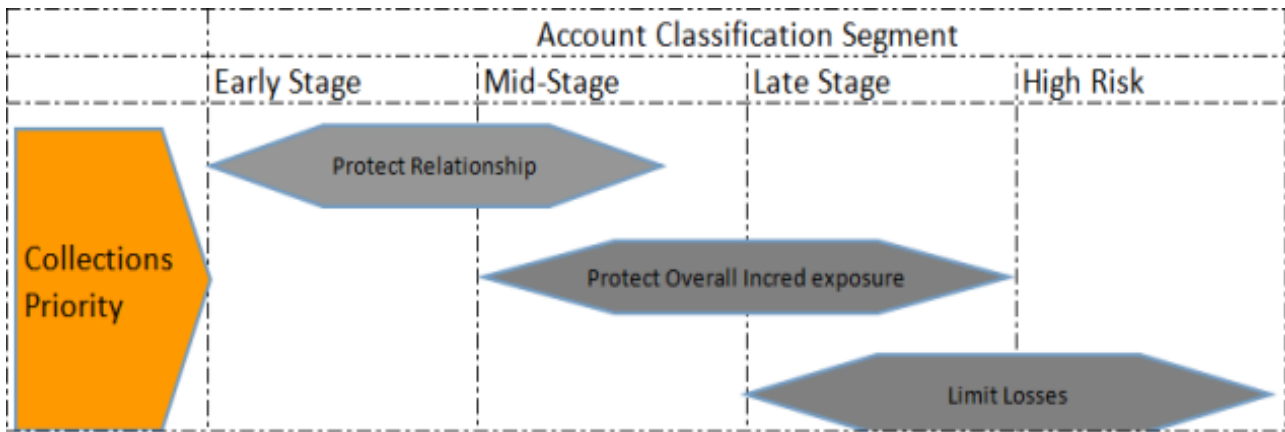 Account Classification Segment
Early Stage Mid-Stage Late Stage High Risk
Protect Relationship
Collections
Priority
Protect Overall Incred exposure
Limit Losses